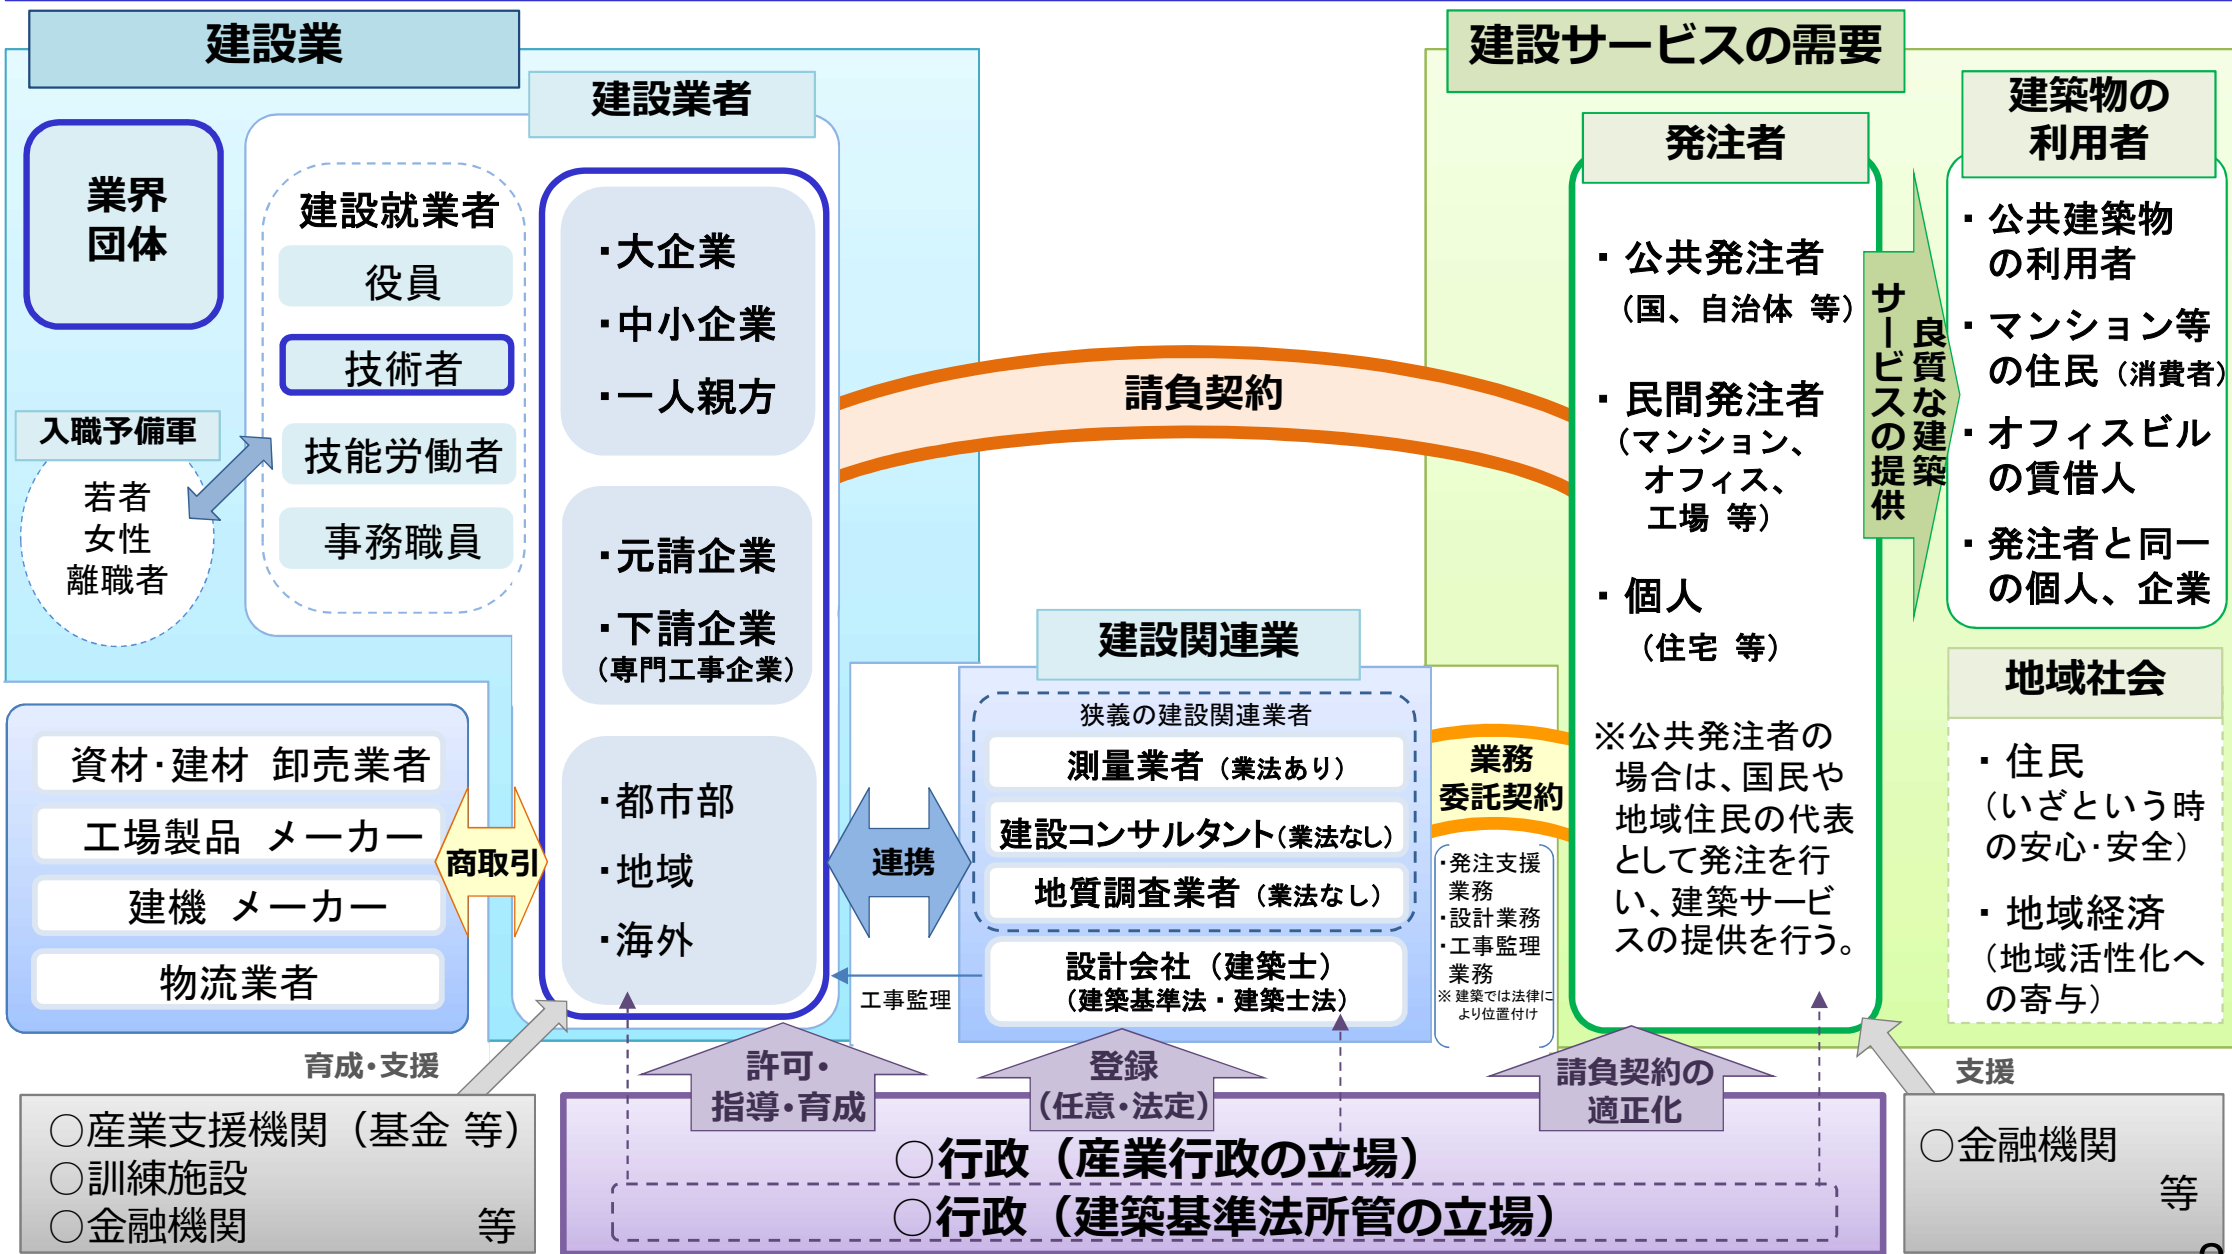 建設業
建設業者
業界
団体
建設就業者
役員
技術者
技能労働者
事務職員
入職予備軍
若者
女性
離職者
・大企業
・中小企業
・一人親方
・元請企業
・下請企業
（専門工事企業）
・都市部
・地域
・海外
資材・建材 卸売業者
工場製品 メーカー
建機 メーカー
物流業者
商取引
請負契約
連携
工事監理
建設関連業
狭義の建設関連業者
測量業者（業法あり）
建設コンサルタント（業法なし）
地質調査業者（業法なし）
設計会社（建築士）
（建築基準法・建築士法）
業務
委託契約
・発注支援
業務
・設計業務
・工事監理
業務
※ 建築では法律に
より位置付け
建設サービスの需要
発注者
・公共発注者
（国、自治体 等）
・民間発注者
（マンション、
オフィス、
工場 等）
・個人
（住宅 等）
※公共発注者の
場合は、国民や
地域住民の代表
として発注を行
い、建築サービ
スの提供を行う。
良質な建築
サービスの提供
建築物の
利用者
・公共建築物
の利用者
・マンション等
の住民（消費者）
・オフィスビル
の賃借人
・発注者と同一
の個人、企業
地域社会
・住民
（いざという時
の安心・安全）
・地域経済
（地域活性化へ
の寄与）
育成・支援
○産業支援機関（基金 等）
○訓練施設
○金融機関 等
許可・
指導・育成
登録
（任意・法定）
請負契約の
適正化
○行政（産業行政の立場）
○行政（建築基準法所管の立場）
支援
○金融機関
等